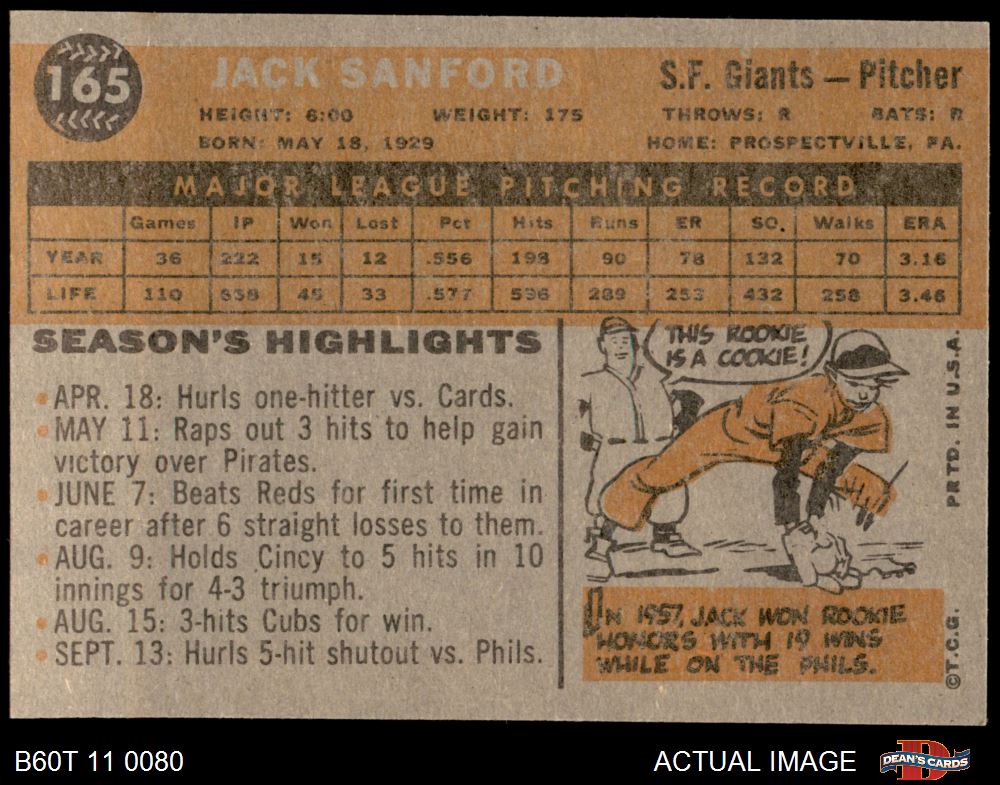 165
JACK SANFORD
S.F. Giants — Pitcher
HEIGHT: 6:00 WEIGHT: 175 THROWS: R BATS: R
BORN: MAY 18, 1929 HOME: PROSPECTVILLE, PA.
MAJOR LEAGUE PITCHING RECORD
Games IP Won Lost Pct Hits Runs ER SO. Walks ERA
YEAR 36 222 15 12 .556 198 90 78 132 70 3.16
LIFE 110 658 45 33 .577 596 289 253 432 258 3.46
SEASON'S HIGHLIGHTS
• APR. 18: Hurls one-hitter vs. Cards.
• MAY 11: Raps out 3 hits to help gain
victory over Pirates.
• JUNE 7: Beats Reds for first time in
career after 6 straight losses to them.
• AUG. 9: Holds Cincy to 5 hits in 10
innings for 4-3 triumph.
• AUG. 15: 3-hits Cubs for win.
• SEPT. 13: Hurls 5-hit shutout vs. Phils.
THIS ROOKIE
IS A COOKIE!
IN 1957, JACK WON ROOKIE
HONORS WITH 19 WINS
WHILE ON THE PHILS.
©T.C.G. PRTD. IN U.S.A.
B60T 11 0080
ACTUAL IMAGE
D
DEAN'S CARDS